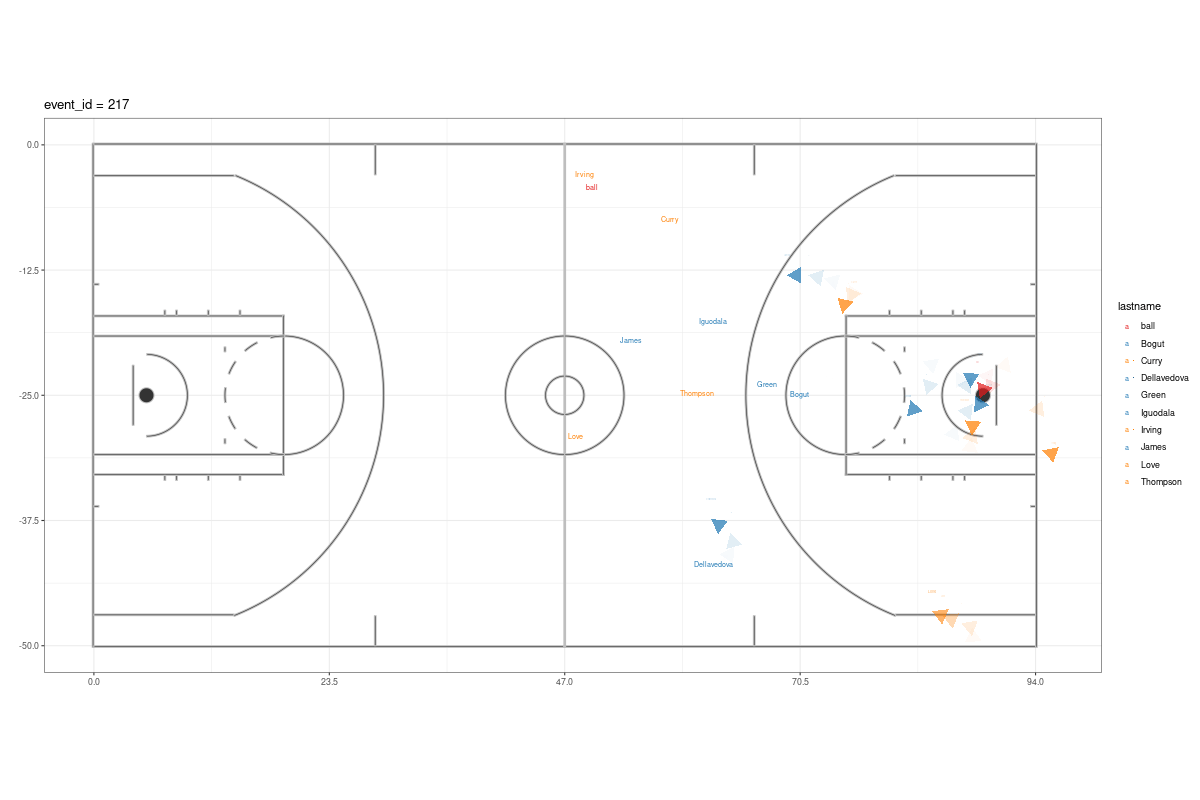 event_id = 217
0.0
-12.5
-25.0
-37.5
-50.0
0.0
23.5
47.0
70.5
94.0
Irving
ball
Curry
Iguodala
James
Green
Thompson
Bogut
Love
Dellavedova
lastname
a ball
a Bogut
a Curry
a Dellavedova
a Green
a Iguodala
a Irving
a James
a Love
a Thompson